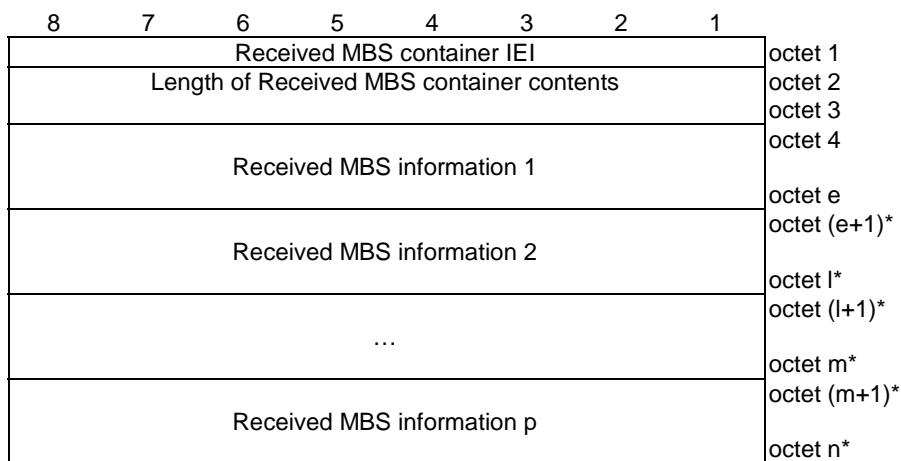 8 7 6 5 4 3 2 1
Received MBS container IEI octet 1
Length of Received MBS container contents octet 2
octet 3
octet 4
Received MBS information 1
octet e
octet (e+1)*
Received MBS information 2
octet l*
octet (l+1)*
…
octet m*
octet (m+1)*
Received MBS information p
octet n*